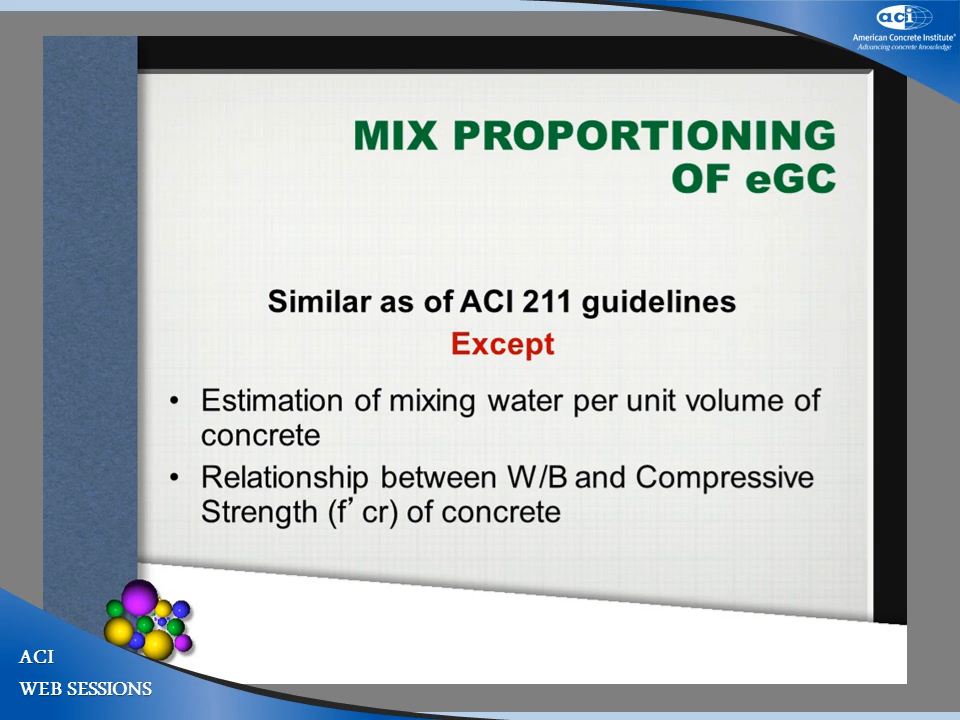 aci
American Concrete Institute®
Advancing concrete knowledge
MIX PROPORTIONING
OF eGC
Similar as of ACI 211 guidelines
Except
• Estimation of mixing water per unit volume of
concrete
• Relationship between W/B and Compressive
Strength (f’ cr) of concrete
ACI
WEB SESSIONS